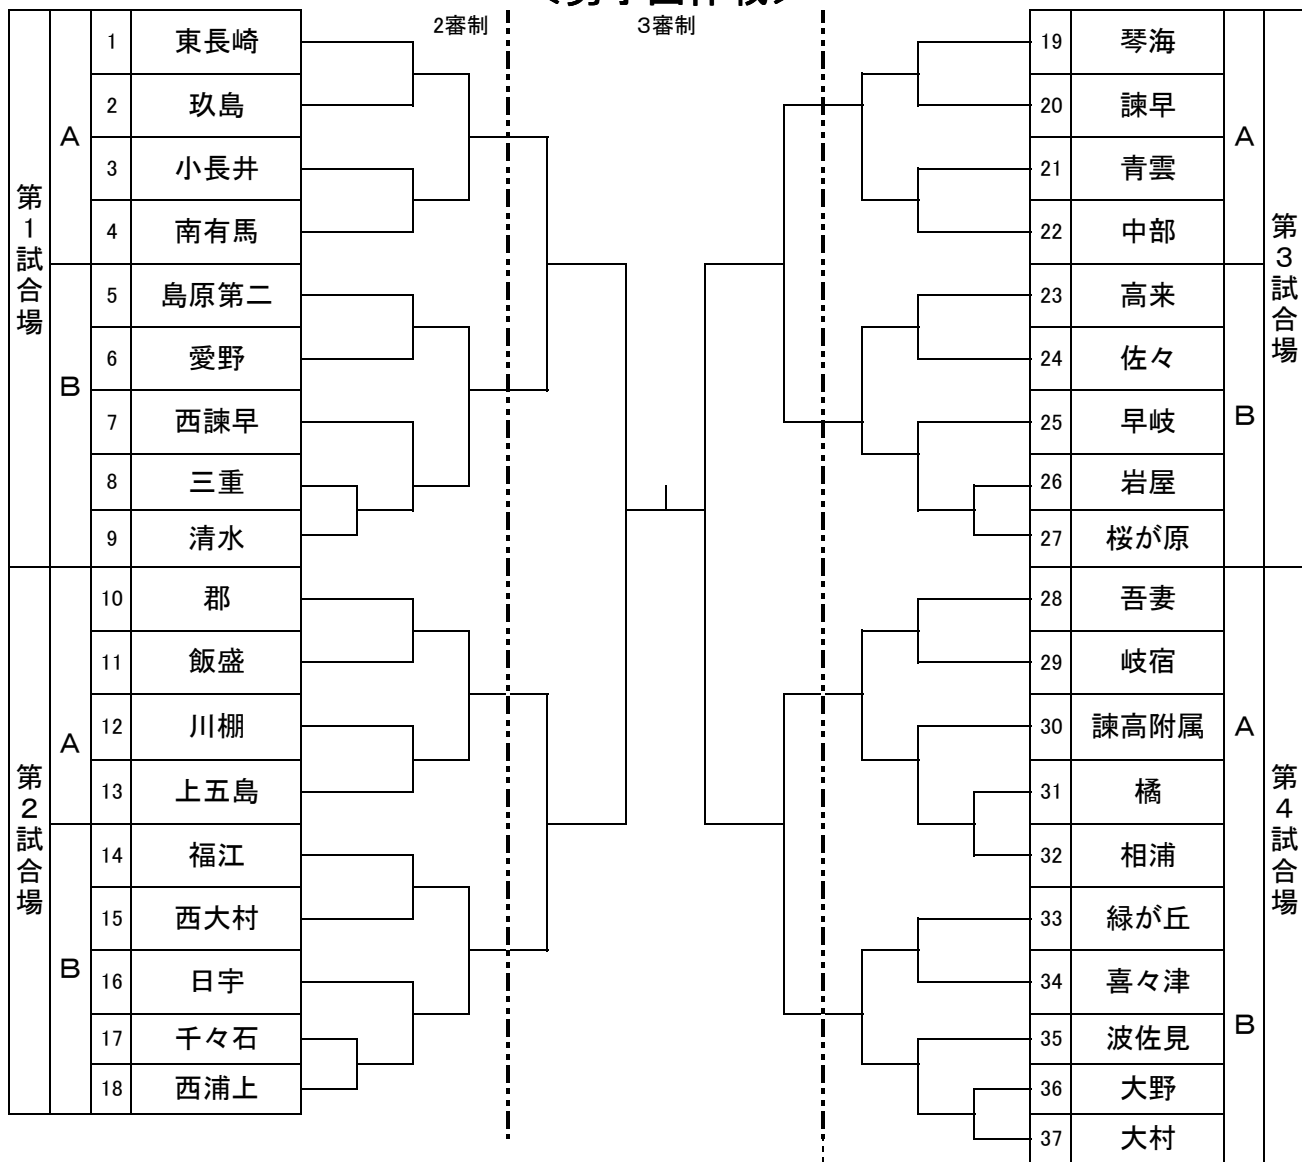 2審制
３審制
第１試合場
A
1 東長崎
2 玖島
3 小長井
4 南有馬
B
5 島原第二
6 愛野
7 西諫早
8 三重
9 清水
第２試合場
A
10 郡
11 飯盛
12 川棚
13 上五島
B
14 福江
15 西大村
16 日宇
17 千々石
18 西浦上
第３試合場
A
19 琴海
20 諫早
21 青雲
22 中部
B
23 高来
24 佐々
25 早岐
26 岩屋
27 桜が原
第４試合場
A
28 吾妻
29 岐宿
30 諫高附属
31 橘
32 相浦
B
33 緑が丘
34 喜々津
35 波佐見
36 大野
37 大村